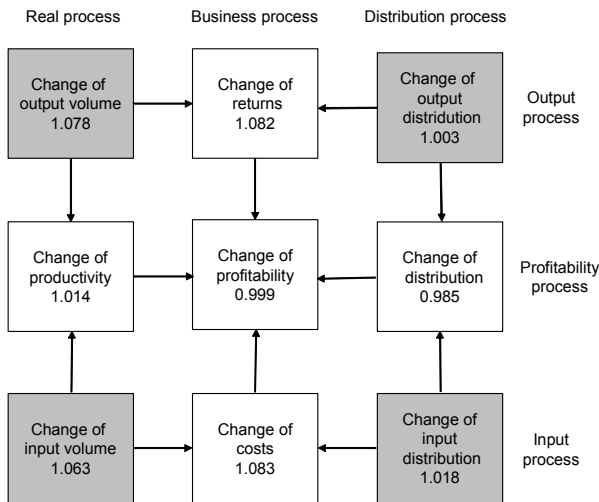 Real process
Business process
Distribution process
Change of
output volume
1.078
Change of
returns
1.082
Change of
output
distridution
1.003
Output
process
Change of
productivity
1.014
Change of
profitability
0.999
Change of
distribution
0.985
Profitability
process
Change of
input volume
1.063
Change of
costs
1.083
Change of
input
distribution
1.018
Input
process